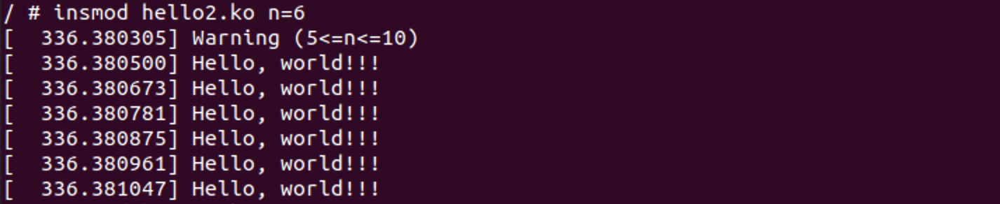 / # insmod hello2.ko n=6
[  336.380305] Warning (5<=n<=10)
[  336.380500] Hello, world!!!
[  336.380673] Hello, world!!!
[  336.380781] Hello, world!!!
[  336.380875] Hello, world!!!
[  336.380961] Hello, world!!!
[  336.381047] Hello, world!!!